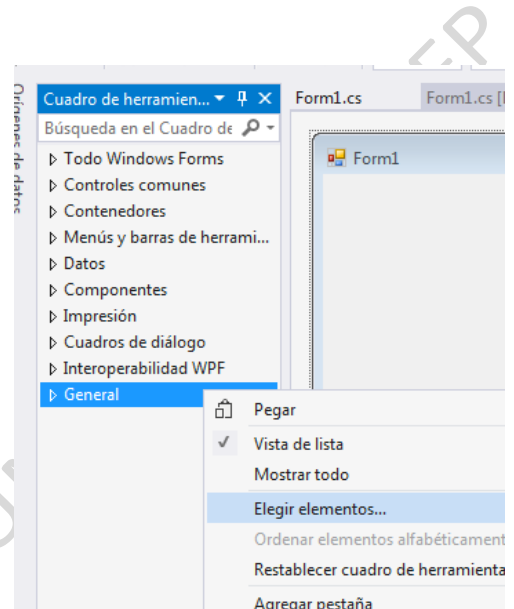 Orígenes de datos
Cuadro de herramien...
Form1.cs
Form1.cs [
Búsqueda en el Cuadro de
Form1
Todo Windows Forms
Controles comunes
Contenedores
Menús y barras de herrami...
Datos
Componentes
Impresión
Cuadros de diálogo
Interoperabilidad WPF
General
Pegar
Vista de lista
Mostrar todo
Elegir elementos...
Ordenar elementos alfabéticament
Restablecer cuadro de herramienta
Agregar pestaña